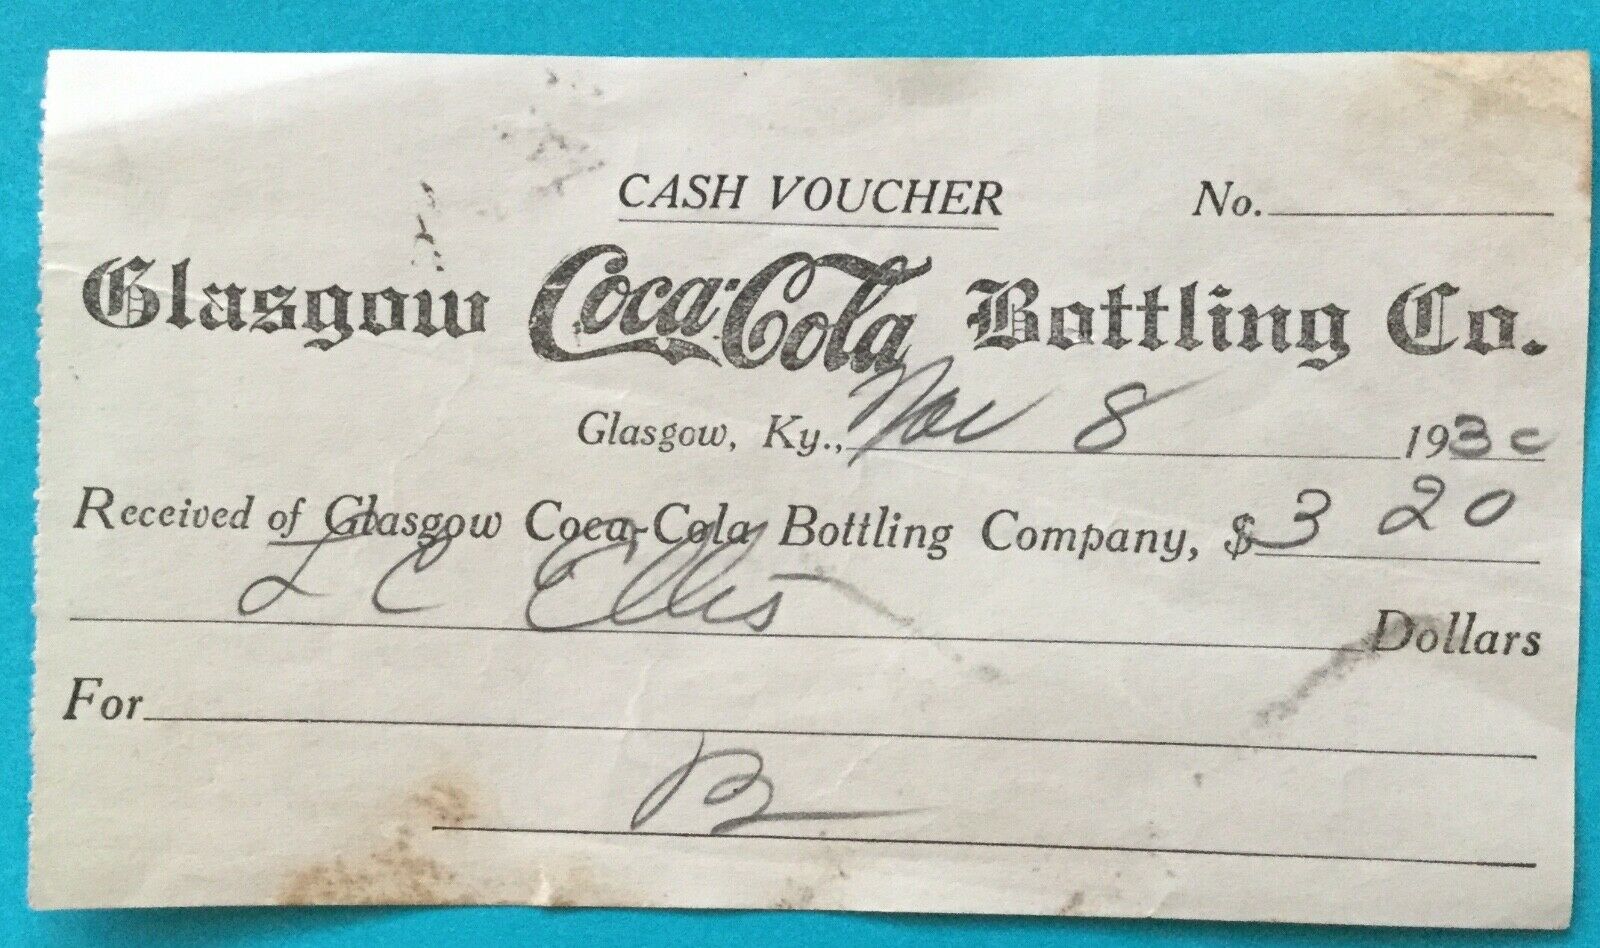 CASH VOUCHER No.
Glasgow Coca-Cola Bottling Co.
Glasgow, Ky., Nov 8 1930
Received of Glasgow Coca-Cola Bottling Company, $ 3 20
L C Ellis Dollars
For
B